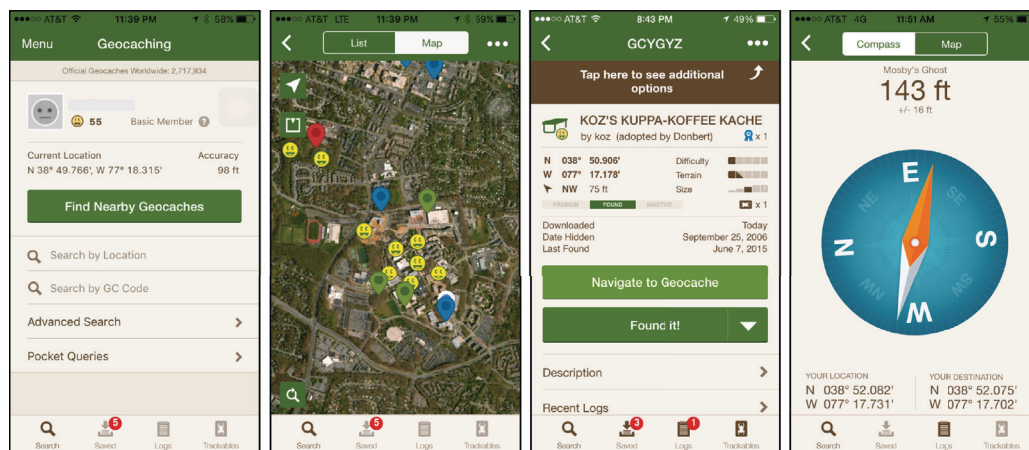 AT&T 11:39 PM 58%
Menu Geocaching
Official Geocaches Worldwide: 2,717,934
55 Basic Member ?
Current Location Accuracy
N 38° 49.766', W 77° 18.315' 98 ft
Find Nearby Geocaches
Search by Location
Search by GC Code
Advanced Search
Pocket Queries
5
Search Saved Logs Trackables
AT&T LTE 11:39 PM 59%
List Map
5
Search Saved Logs Trackables
AT&T 8:43 PM 49%
GCYGYZ
Tap here to see additional
options
KOZ'S KUPPA-KOFFEE KACHE
by koz (adopted by Donbert) x 1
N 038° 50.906' Difficulty
W 077° 17.178' Terrain
NW 75 ft Size
PREMIUM FOUND INACTIVE x 1
Downloaded Today
Date Hidden September 25, 2006
Last Found June 7, 2015
Navigate to Geocache
Found it!
Description
Recent Logs
3 1
Search Saved Logs Trackables
AT&T 4G 11:51 AM 55%
Compass Map
Mosby's Ghost
143 ft
+/- 16 ft
E
NE SE
N S
NW SW
W
YOUR LOCATION YOUR DESTINATION
N 038° 52.082' N 038° 52.075'
W 077° 17.731' W 077° 17.702'
Search Saved Logs Trackables